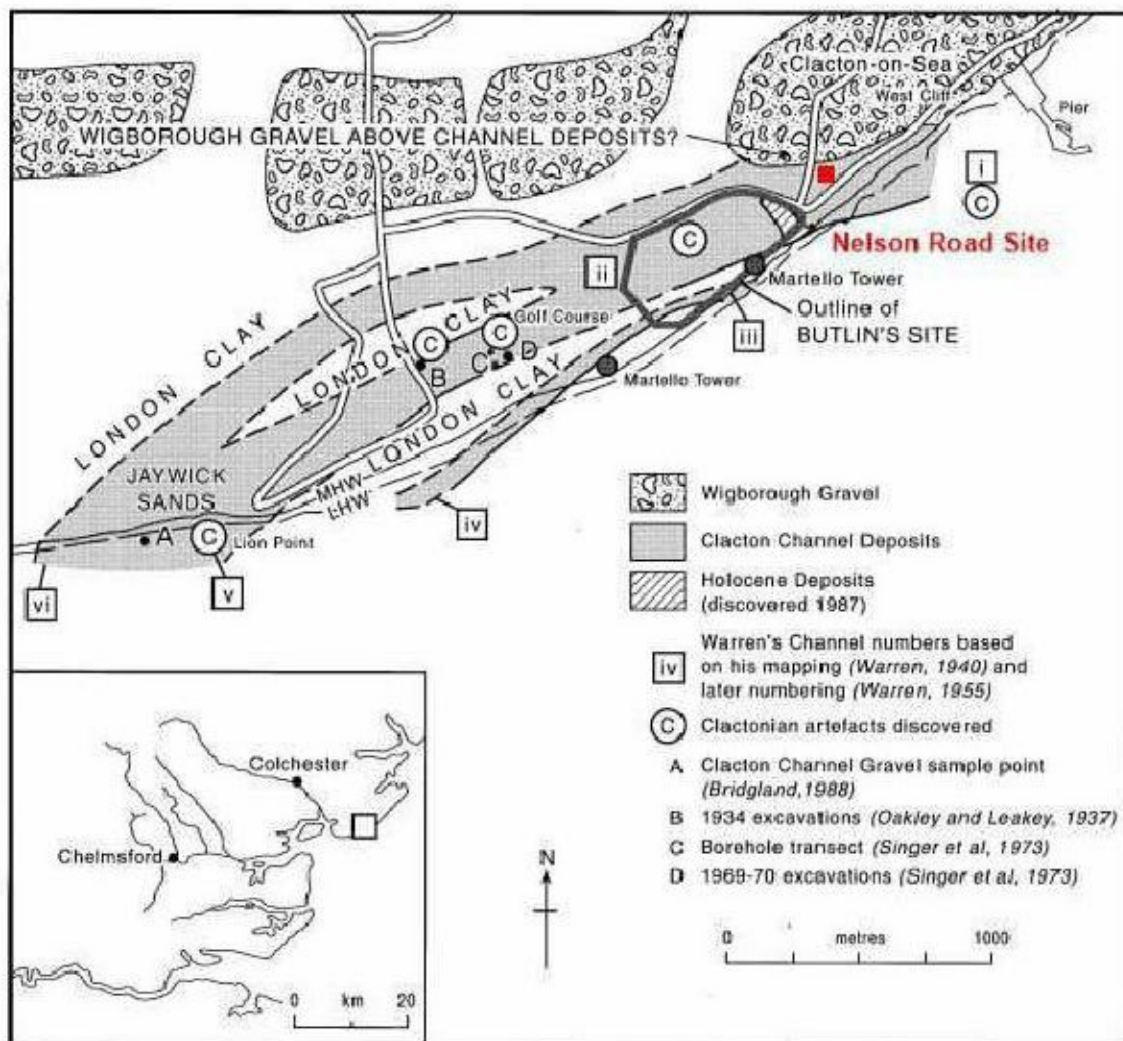 Clacton-on-Sea
West Cliff
Pier
WIGBOROUGH GRAVEL ABOVE CHANNEL DEPOSITS?
i
C
Nelson Road Site
C
ii
Martello Tower
Outline of
BUTLIN'S SITE
iii
LONDON CLAY
LONDON CLAY
C
C
Golf Course
B
C
D
Martello Tower
LONDON CLAY
JAYWICK
SANDS
MHW
LHW
iv
A
C
Lion Point
vi
v
Wigborough Gravel
Clacton Channel Deposits
Holocene Deposits
(discovered 1987)
iv
Warren's Channel numbers based
on his mapping (Warren, 1940) and
later numbering (Warren, 1955)
C Clactonian artefacts discovered
A Clacton Channel Gravel sample point
(Bridgland, 1988)
B 1934 excavations (Oakley and Leakey, 1937)
C Borehole transect (Singer et al, 1973)
D 1969-70 excavations (Singer et al, 1973)
0 metres 1000
N
Colchester
Chelmsford
0 km 20